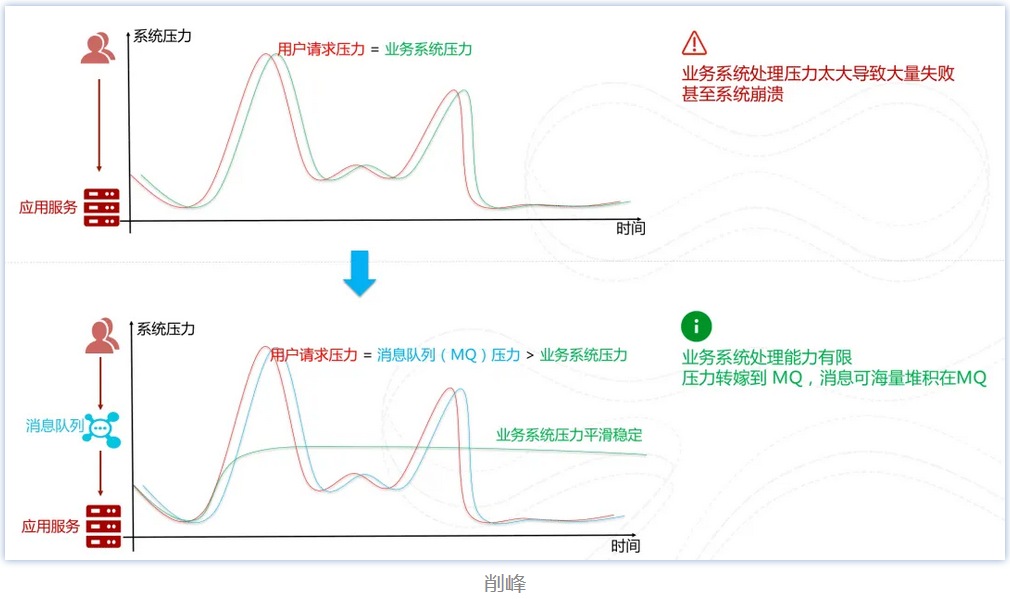 系统压力
用户请求压力 = 业务系统压力
业务系统处理压力太大导致大量失败
甚至系统崩溃
应用服务
时间
系统压力
用户请求压力 = 消息队列（MQ）压力 > 业务系统压力
业务系统处理能力有限
压力转嫁到 MQ，消息可海量堆积在MQ
消息队列
业务系统压力平滑稳定
应用服务
时间
削峰